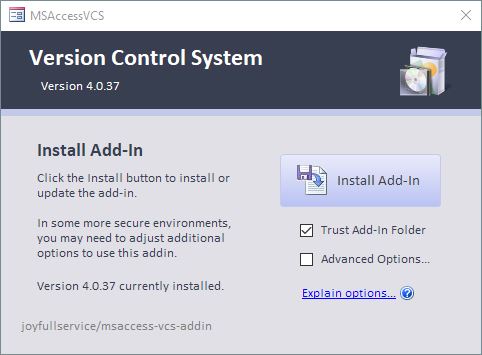 MSAccessVCS
Version Control System
Version 4.0.37
Install Add-In
Click the Install button to install or
update the add-in.
In some more secure environments,
you may need to adjust additional
options to use this addin.
Version 4.0.37 currently installed.
joyfullservice/msaccess-vcs-addin
Install Add-In
Trust Add-In Folder
Advanced Options...
Explain options...
?